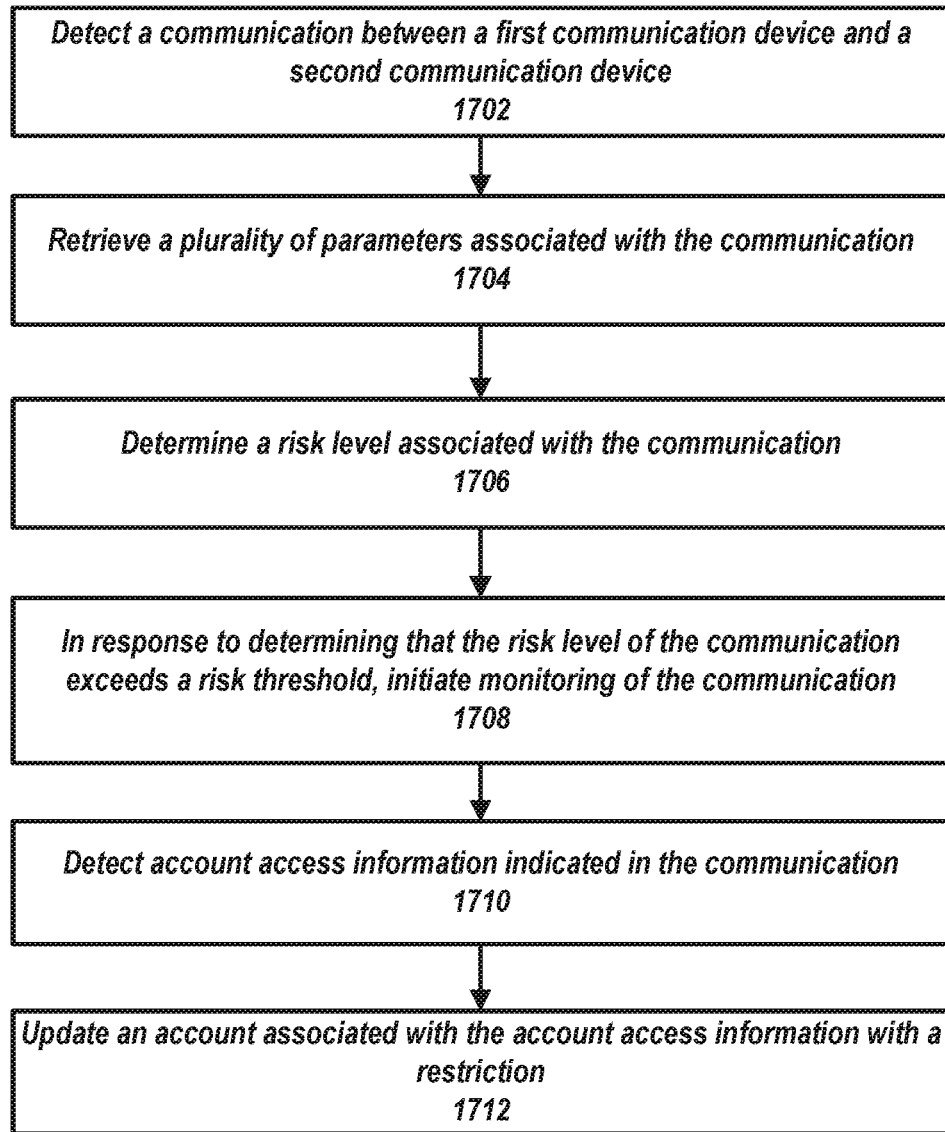 Detect a communication between a first communication device and a
second communication device
1702
Retrieve a plurality of parameters associated with the communication
1704
Determine a risk level associated with the communication
1706
In response to determining that the risk level of the communication
exceeds a risk threshold, initiate monitoring of the communication
1708
Detect account access information indicated in the communication
1710
Update an account associated with the account access information with a
restriction
1712